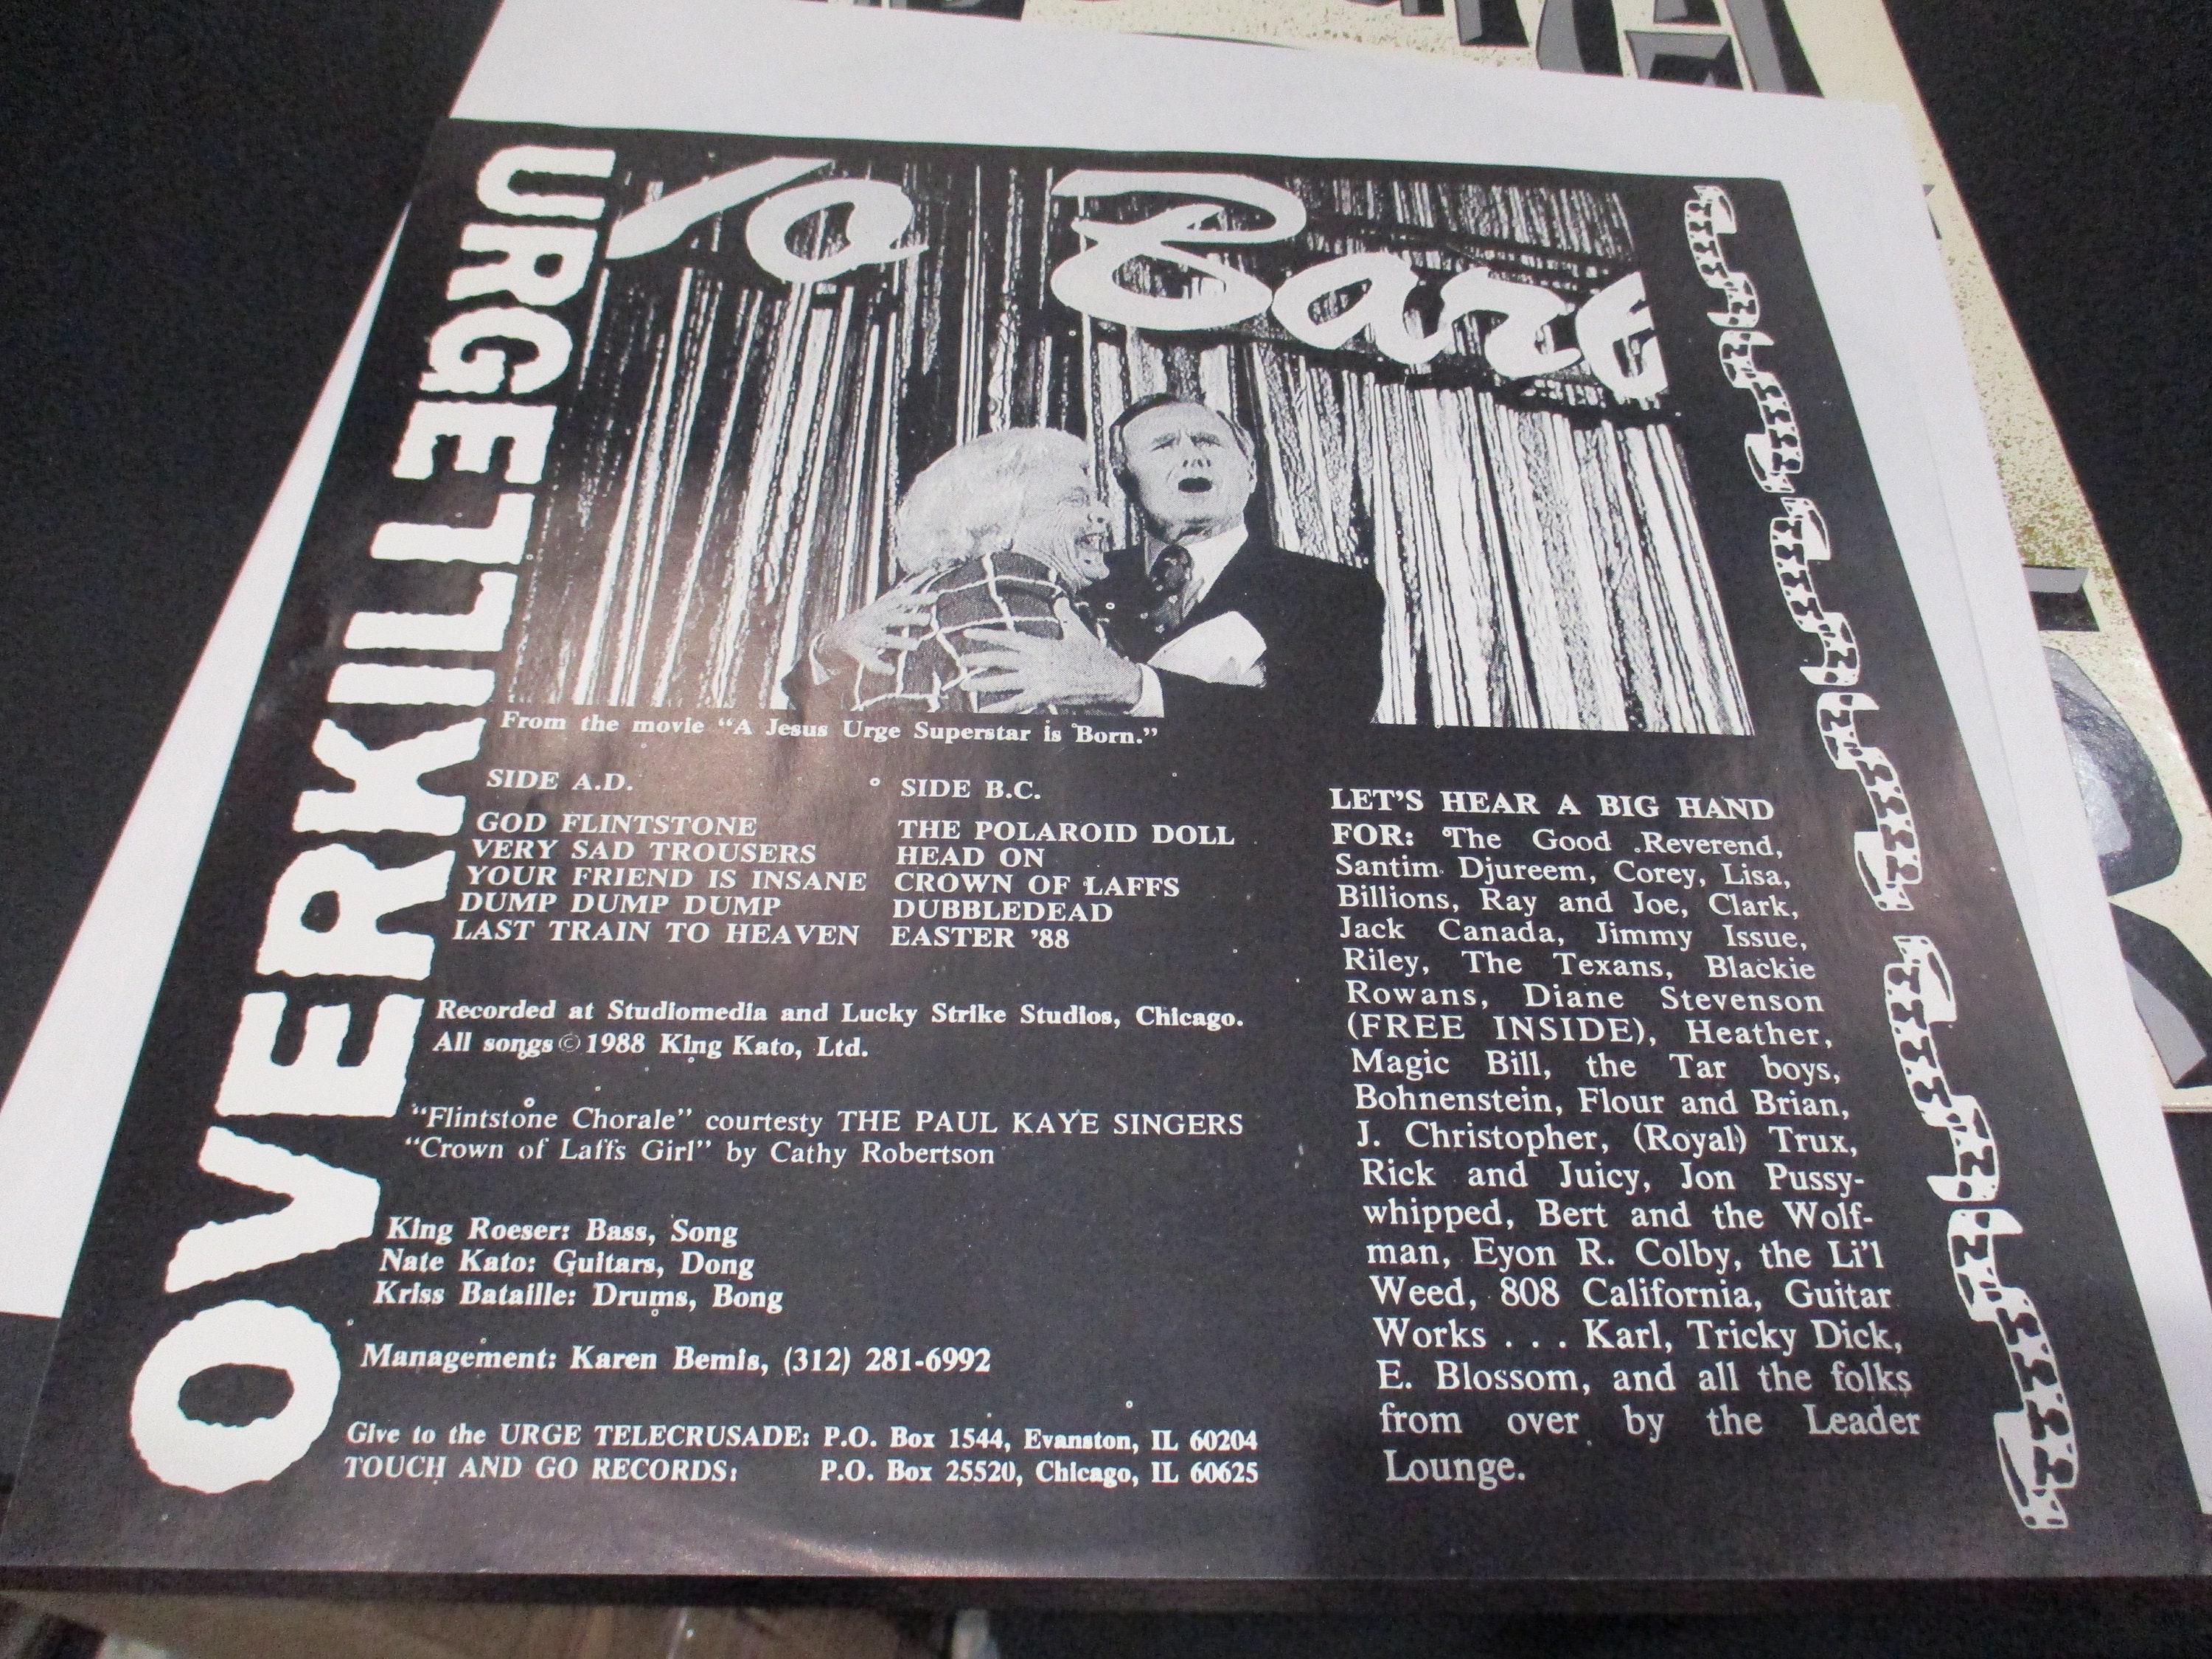 URGE
OVERKILL
Yo Bare
From the movie "A Jesus Urge Superstar is Born."
SIDE A.D.
GOD FLINTSTONE
VERY SAD TROUSERS
YOUR FRIEND IS INSANE
DUMP DUMP DUMP
LAST TRAIN TO HEAVEN
SIDE B.C.
THE POLAROID DOLL
HEAD ON
CROWN OF LAFFS
DUBBLEDEAD
EASTER '88
Recorded at Studiomedia and Lucky Strike Studios, Chicago.
All songs © 1988 King Kato, Ltd.
"Flintstone Chorale" courtesty THE PAUL KAYE SINGERS
"Crown of Laffs Girl" by Cathy Robertson
King Roeser: Bass, Song
Nate Kato: Guitars, Dong
Kriss Bataille: Drums, Bong
Management: Karen Bemis, (312) 281-6992
Give to the URGE TELECRUSADE: P.O. Box 1544, Evanston, IL 60204
TOUCH AND GO RECORDS: P.O. Box 25520, Chicago, IL 60625
LET'S HEAR A BIG HAND
FOR: The Good Reverend,
Santim Djureem, Corey, Lisa,
Billions, Ray and Joe, Clark,
Jack Canada, Jimmy Issue,
Riley, The Texans, Blackie
Rowans, Diane Stevenson
(FREE INSIDE), Heather,
Magic Bill, the Tar boys,
Bohnenstein, Flour and Brian,
J. Christopher, (Royal) Trux,
Rick and Juicy, Jon Pussy-
whipped, Bert and the Wolf-
man, Eyon R. Colby, the Li'l
Weed, 808 California, Guitar
Works . . . Karl, Tricky Dick,
E. Blossom, and all the folks
from over by the Leader
Lounge.